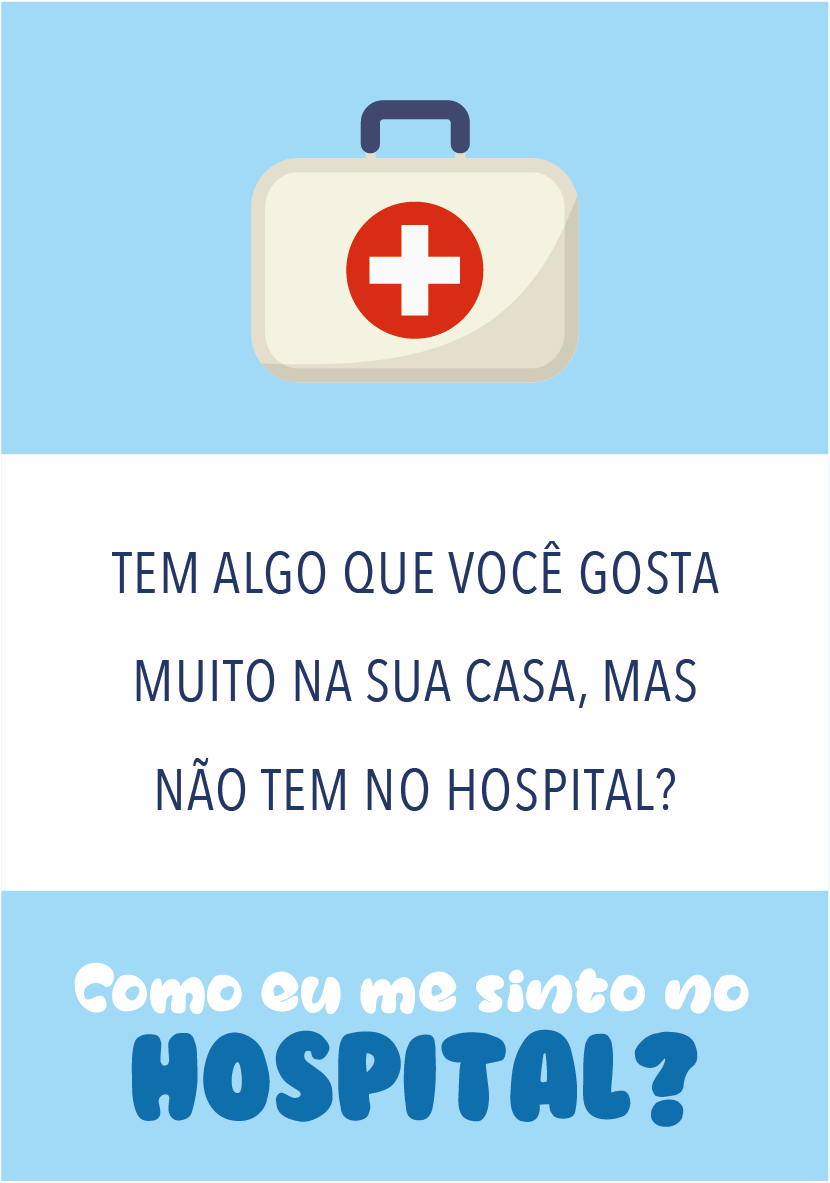 TEM ALGO QUE VOCÊ GOSTA
MUITO NA SUA CASA, MAS
NÃO TEM NO HOSPITAL?
Como eu me sinto no
HOSPITAL?